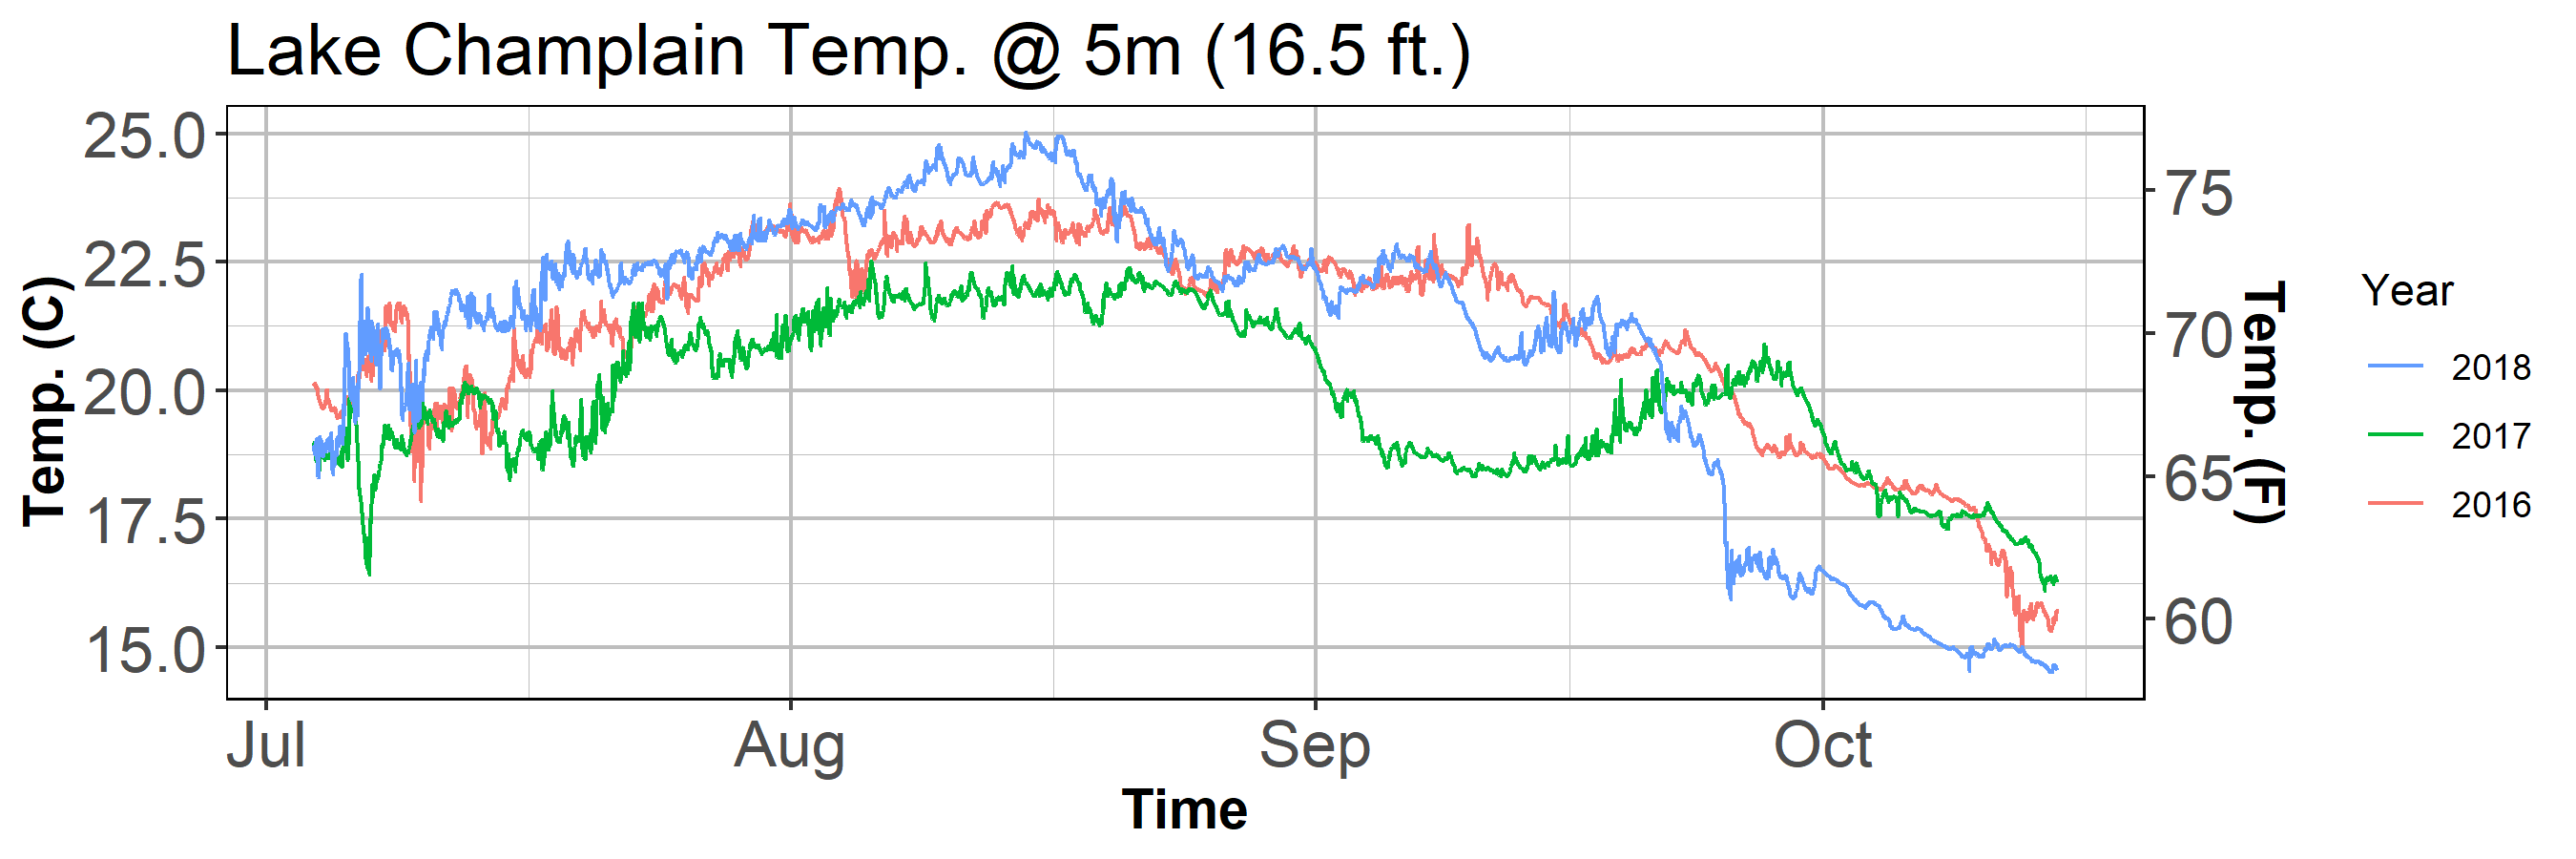 Lake Champlain Temp. @ 5m (16.5 ft.)
Temp. (C)
25.0
22.5
20.0
17.5
15.0
75
70
65
60
Temp. (F)
Jul
Aug
Sep
Oct
Time
Year
2018
2017
2016